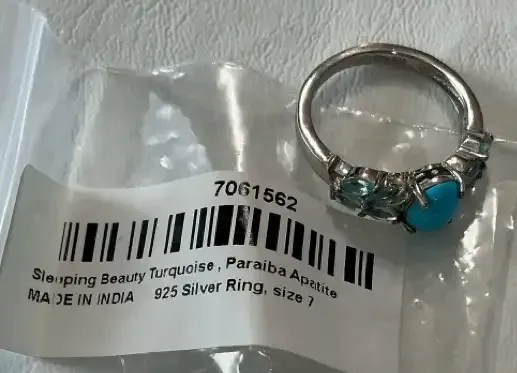 7061562
Sleeping Beauty Turquoise , Paraiba Apatite
MADE IN INDIA 925 Silver Ring, size 7